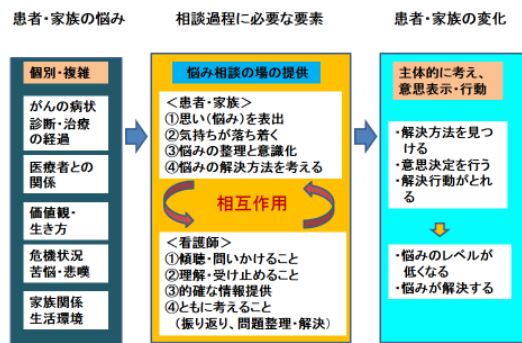 患者・家族の悩み
個別・複雑
がんの病状
診断・治療
の経過
医療者との
関係
価値観・
生き方
危機状況
苦悩・悲嘆
家族関係
生活環境
相談過程に必要な要素
悩み相談の場の提供
＜患者・家族＞
①思い(悩み)を表出
②気持ちが落ち着く
③悩みの整理と意識化
④悩みの解決方法を考える
相互作用
＜看護師＞
①傾聴・問いかけること
②理解・受け止めること
③的確な情報提供
④ともに考えること
(振り返り、問題整理・解決)
患者・家族の変化
主体的に考え、
意思表示・行動
・解決方法を見つ
ける
・意思決定を行う
・解決行動がとれ
る
・悩みのレベルが
低くなる
・悩みが解決する